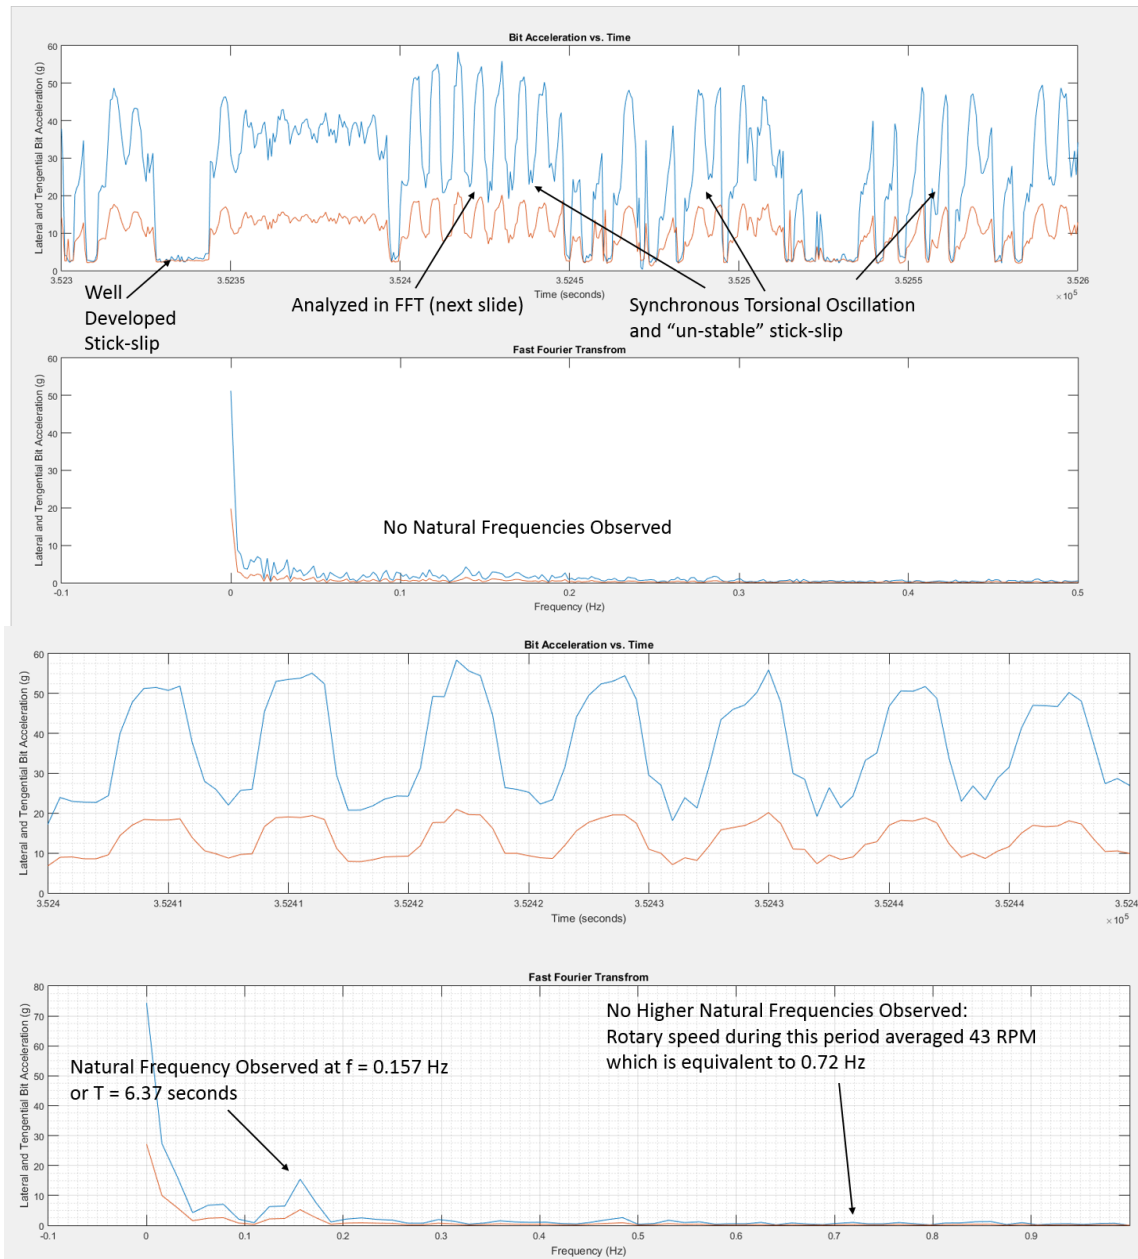 Bit Acceleration vs. Time
Lateral and Tengential Bit Acceleration (g)
60
50
40
30
20
10
0
3.523
3.5235
3.524
3.5245
3.525
3.5255
3.526
Time (seconds)
× 10⁵
Well
Developed
Stick-slip
Analyzed in FFT (next slide)
Synchronous Torsional Oscillation
and “un-stable” stick-slip
Fast Fourier Transfrom
Lateral and Tengential Bit Acceleration (g)
60
50
40
30
20
10
0
No Natural Frequencies Observed
-0.1
0
0.1
0.2
0.3
0.4
0.5
Frequency (Hz)
Bit Acceleration vs. Time
Lateral and Tengential Bit Acceleration (g)
60
50
40
30
20
10
0
3.524
3.5241
3.5241
3.5242
3.5242
3.5243
3.5243
3.5244
3.5244
3.524
Time (seconds)
× 10⁵
Fast Fourier Transfrom
Lateral and Tengential Bit Acceleration (g)
80
70
60
50
40
30
20
10
0
Natural Frequency Observed at f = 0.157 Hz
or T = 6.37 seconds
No Higher Natural Frequencies Observed:
Rotary speed during this period averaged 43 RPM
which is equivalent to 0.72 Hz
-0.1
0
0.1
0.2
0.3
0.4
0.5
0.6
0.7
0.8
0.9
Frequency (Hz)